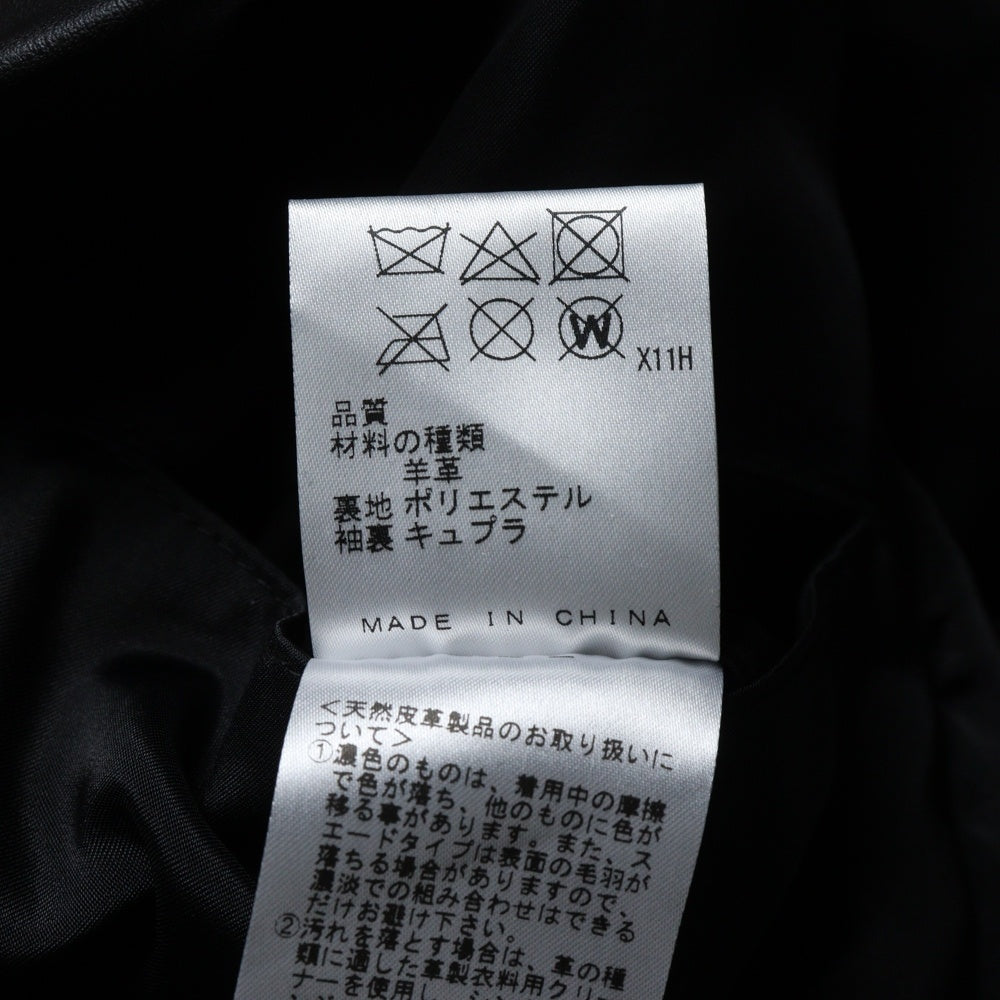 W
X11H
品質
材料の種類
羊革
裏地 ポリエステル
袖裏 キュプラ
MADE IN CHINA
<天然皮革製品のお取り扱いに
ついて>
①濃色のものは、着用中の摩擦
で色が落ち、他のものに色が
移る事があります。また、ス
エードタイプは表面の毛羽が
落ちる場合がありますので、
濃淡での組み合わせはできる
だけお避け下さい。
②汚れを落とす場合は、革の種
類に適した革製衣料用クリー
ナーを使用し